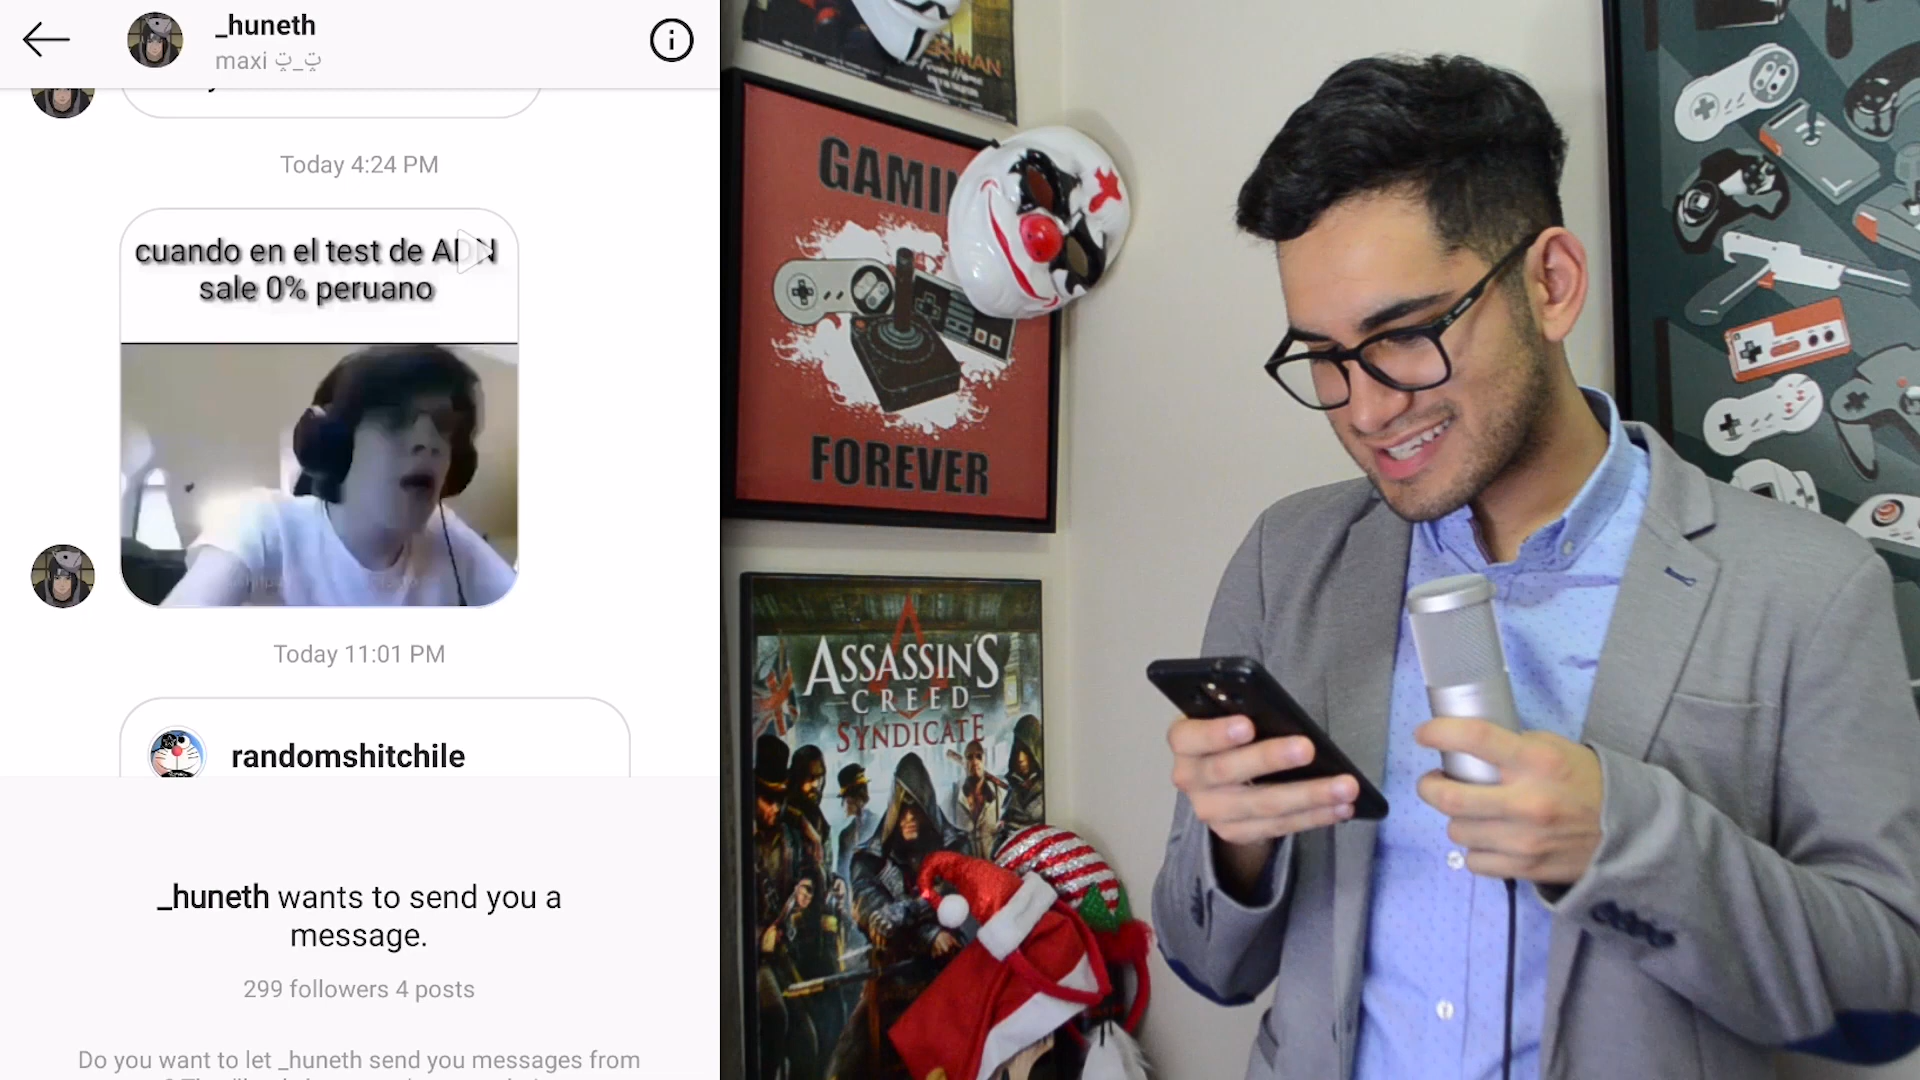 _huneth
maxi ت_ت
Today 4:24 PM
cuando en el test de ADN
sale 0% peruano
Today 11:01 PM
randomshitchile
_huneth wants to send you a
message.
299 followers 4 posts
Do you want to let _huneth send you messages from
GAMI
FOREVER
ASSASSIN'S
CREED
SYNDICATE
MAN